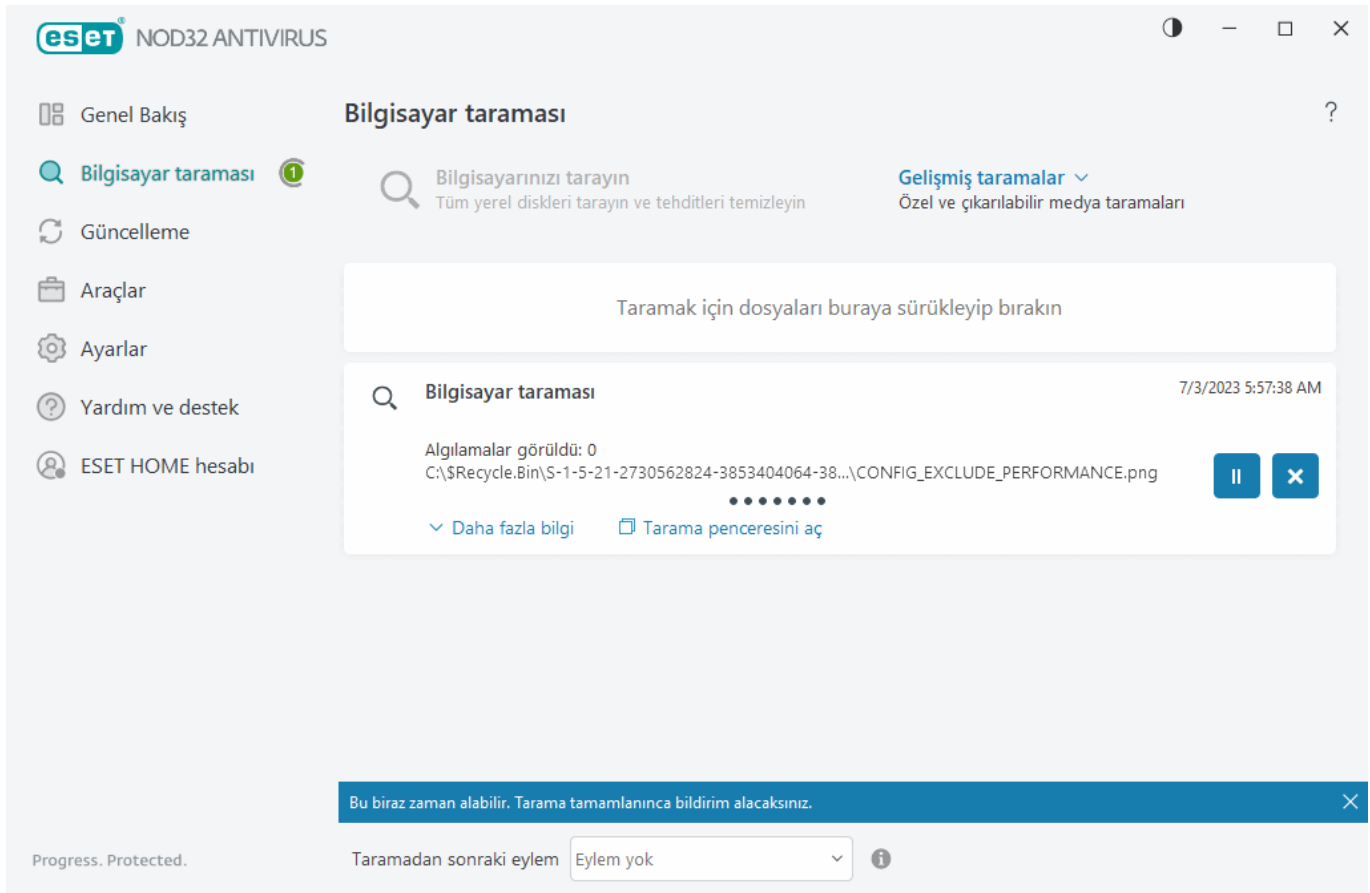 eset® NOD32 ANTIVIRUS
Genel Bakış
Bilgisayar taraması 1
Güncelleme
Araçlar
Ayarlar
Yardım ve destek
ESET HOME hesabı
Progress. Protected.
Bilgisayar taraması ?
Bilgisayarınızı tarayın
Tüm yerel diskleri tarayın ve tehditleri temizleyin
Gelişmiş taramalar
Özel ve çıkarılabilir medya taramaları
Taramak için dosyaları buraya sürükleyip bırakın
Bilgisayar taraması
7/3/2023 5:57:38 AM
Algılamalar görüldü: 0
C:\$Recycle.Bin\S-1-5-21-2730562824-3853404064-38...\CONFIG_EXCLUDE_PERFORMANCE.png
Daha fazla bilgi
Tarama penceresini aç
Bu biraz zaman alabilir. Tarama tamamlanınca bildirim alacaksınız.
Taramadan sonraki eylem
Eylem yok